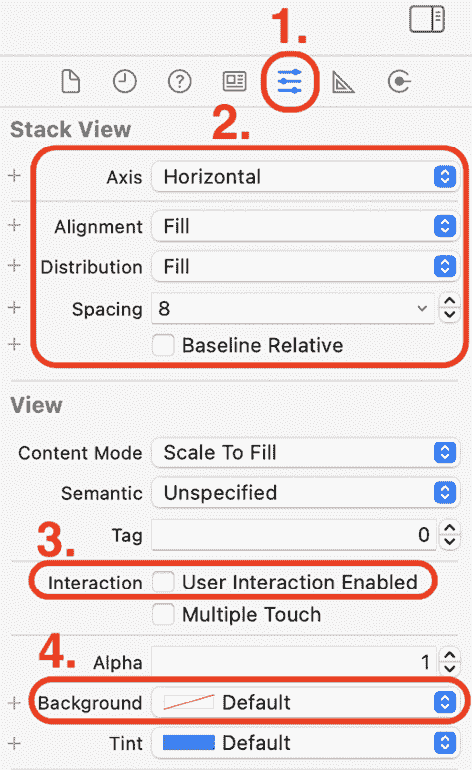 1.
2.
Stack View
Axis Horizontal
Alignment Fill
Distribution Fill
Spacing 8
Baseline Relative
View
Content Mode Scale To Fill
Semantic Unspecified
Tag 0
3.
Interaction User Interaction Enabled
Multiple Touch
4.
Alpha 1
Background Default
Tint Default